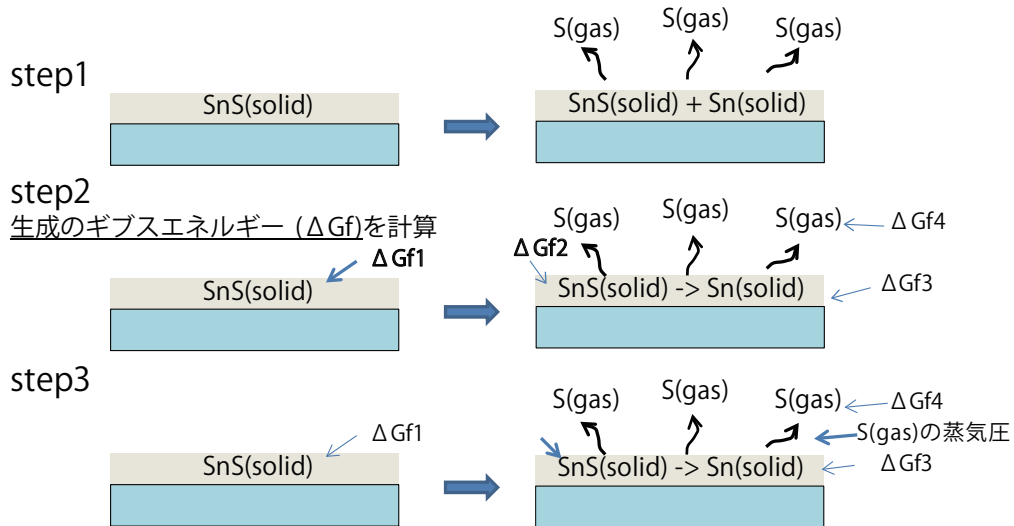 S(gas) S(gas) S(gas)
step1
SnS(solid) SnS(solid) + Sn(solid)
step2
生成のギブスエネルギー (ΔGf)を計算
S(gas) S(gas) S(gas) ΔGf4
ΔGf1 ΔGf2
SnS(solid) SnS(solid) -> Sn(solid) ΔGf3
step3
S(gas) S(gas) S(gas) ΔGf4
ΔGf1 S(gas)の蒸気圧
SnS(solid) SnS(solid) -> Sn(solid) ΔGf3